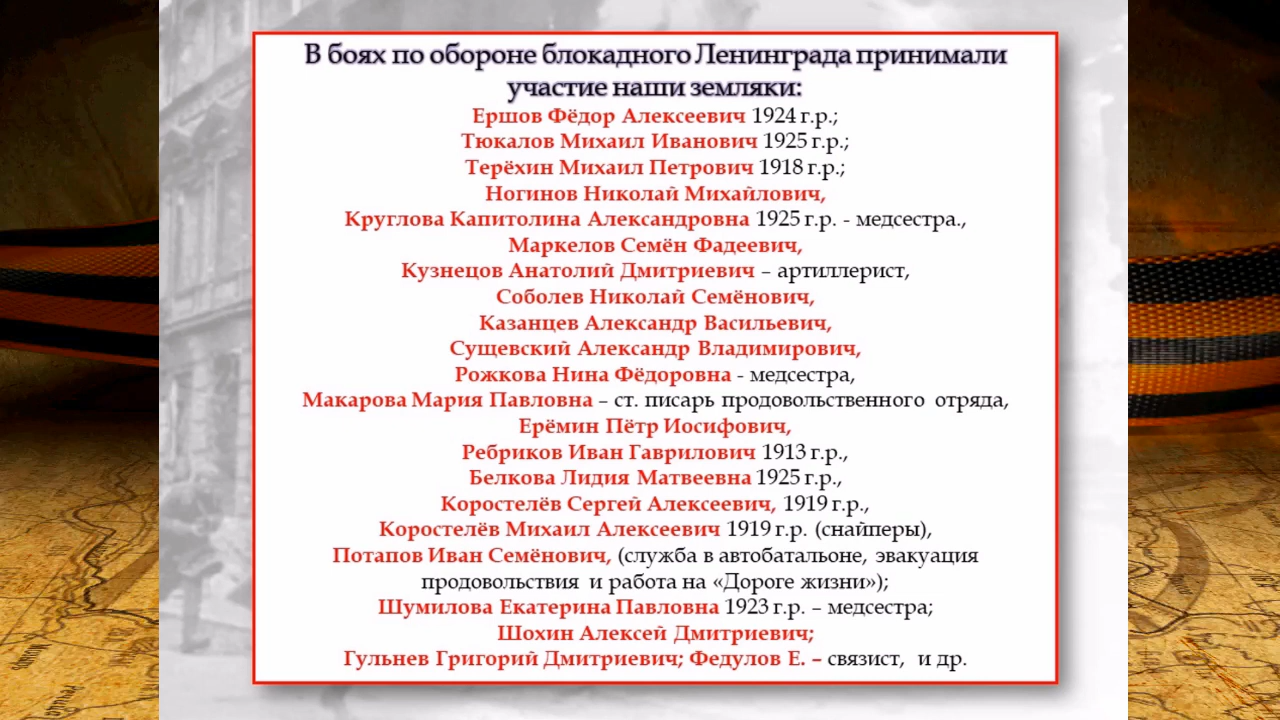 В боях по обороне блокадного Ленинграда принимали
участие наши земляки:
Ершов Фёдор Алексеевич 1924 г.р.;
Тюкалов Михаил Иванович 1925 г.р.;
Терёхин Михаил Петрович 1918 г.р.;
Ногинов Николай Михайлович,
Круглова Капитолина Александровна 1925 г.р. - медсестра.,
Маркелов Семён Фадеевич,
Кузнецов Анатолий Дмитриевич – артиллерист,
Соболев Николай Семёнович,
Казанцев Александр Васильевич,
Сущевский Александр Владимирович,
Рожкова Нина Фёдоровна - медсестра,
Макарова Мария Павловна – ст. писарь продовольственного отряда,
Ерёмин Пётр Иосифович,
Ребриков Иван Гаврилович 1913 г.р.,
Белкова Лидия Матвеевна 1925 г.р.,
Коростелёв Сергей Алексеевич, 1919 г.р.,
Коростелёв Михаил Алексеевич 1919 г.р. (снайперы),
Потапов Иван Семёнович, (служба в автобатальоне, эвакуация
продовольствия и работа на «Дороге жизни»);
Шумилова Екатерина Павловна 1923 г.р. – медсестра;
Шохин Алексей Дмитриевич;
Гульнев Григорий Дмитриевич; Федулов Е. – связист, и др.